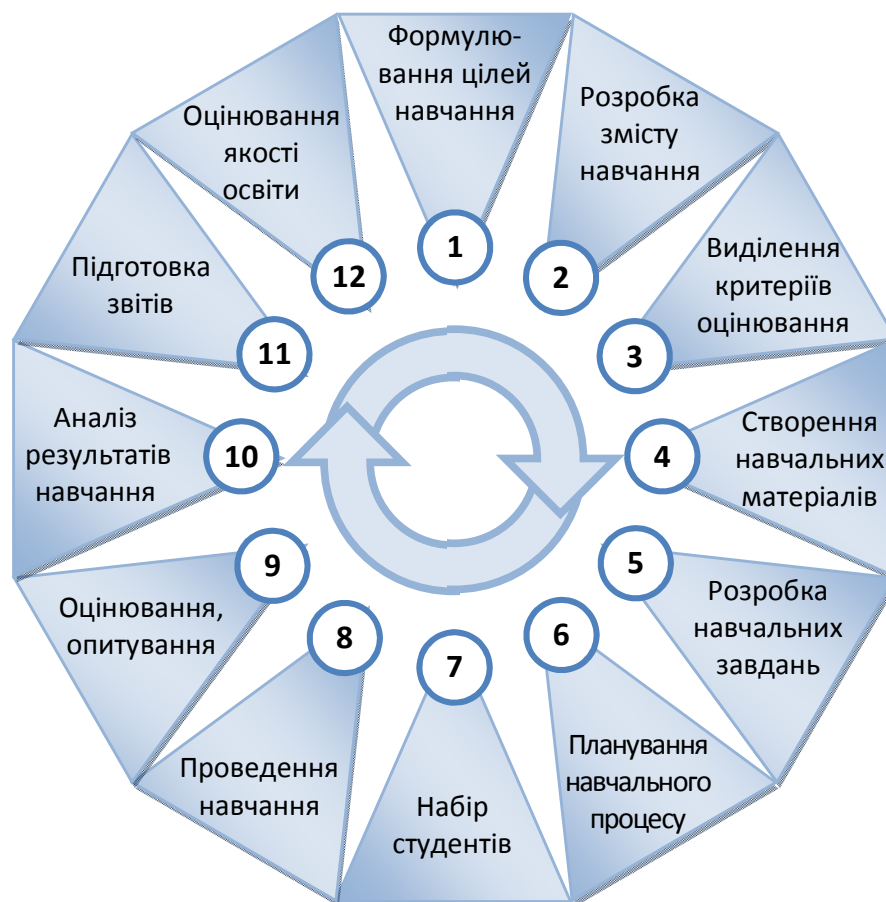 Формулю-
вання цілей
навчання
1
Розробка
змісту
навчання
2
Виділення
критеріїв
оцінювання
3
Створення
навчальних
матеріалів
4
Розробка
навчальних
завдань
5
Планування
навчального
процесу
6
Набір
студентів
7
Проведення
навчання
8
Оцінювання,
опитування
9
Аналіз
результатів
навчання
10
Підготовка
звітів
11
Оцінювання
якості
освіти
12